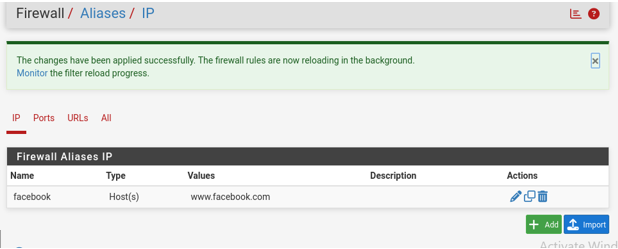 Firewall / Aliases / IP
The changes have been applied successfully. The firewall rules are now reloading in the background.
Monitor the filter reload progress.
IP Ports URLs All
Firewall Aliases IP
Name Type Values Description Actions
facebook Host(s) www.facebook.com
Add Import
Activate Wind